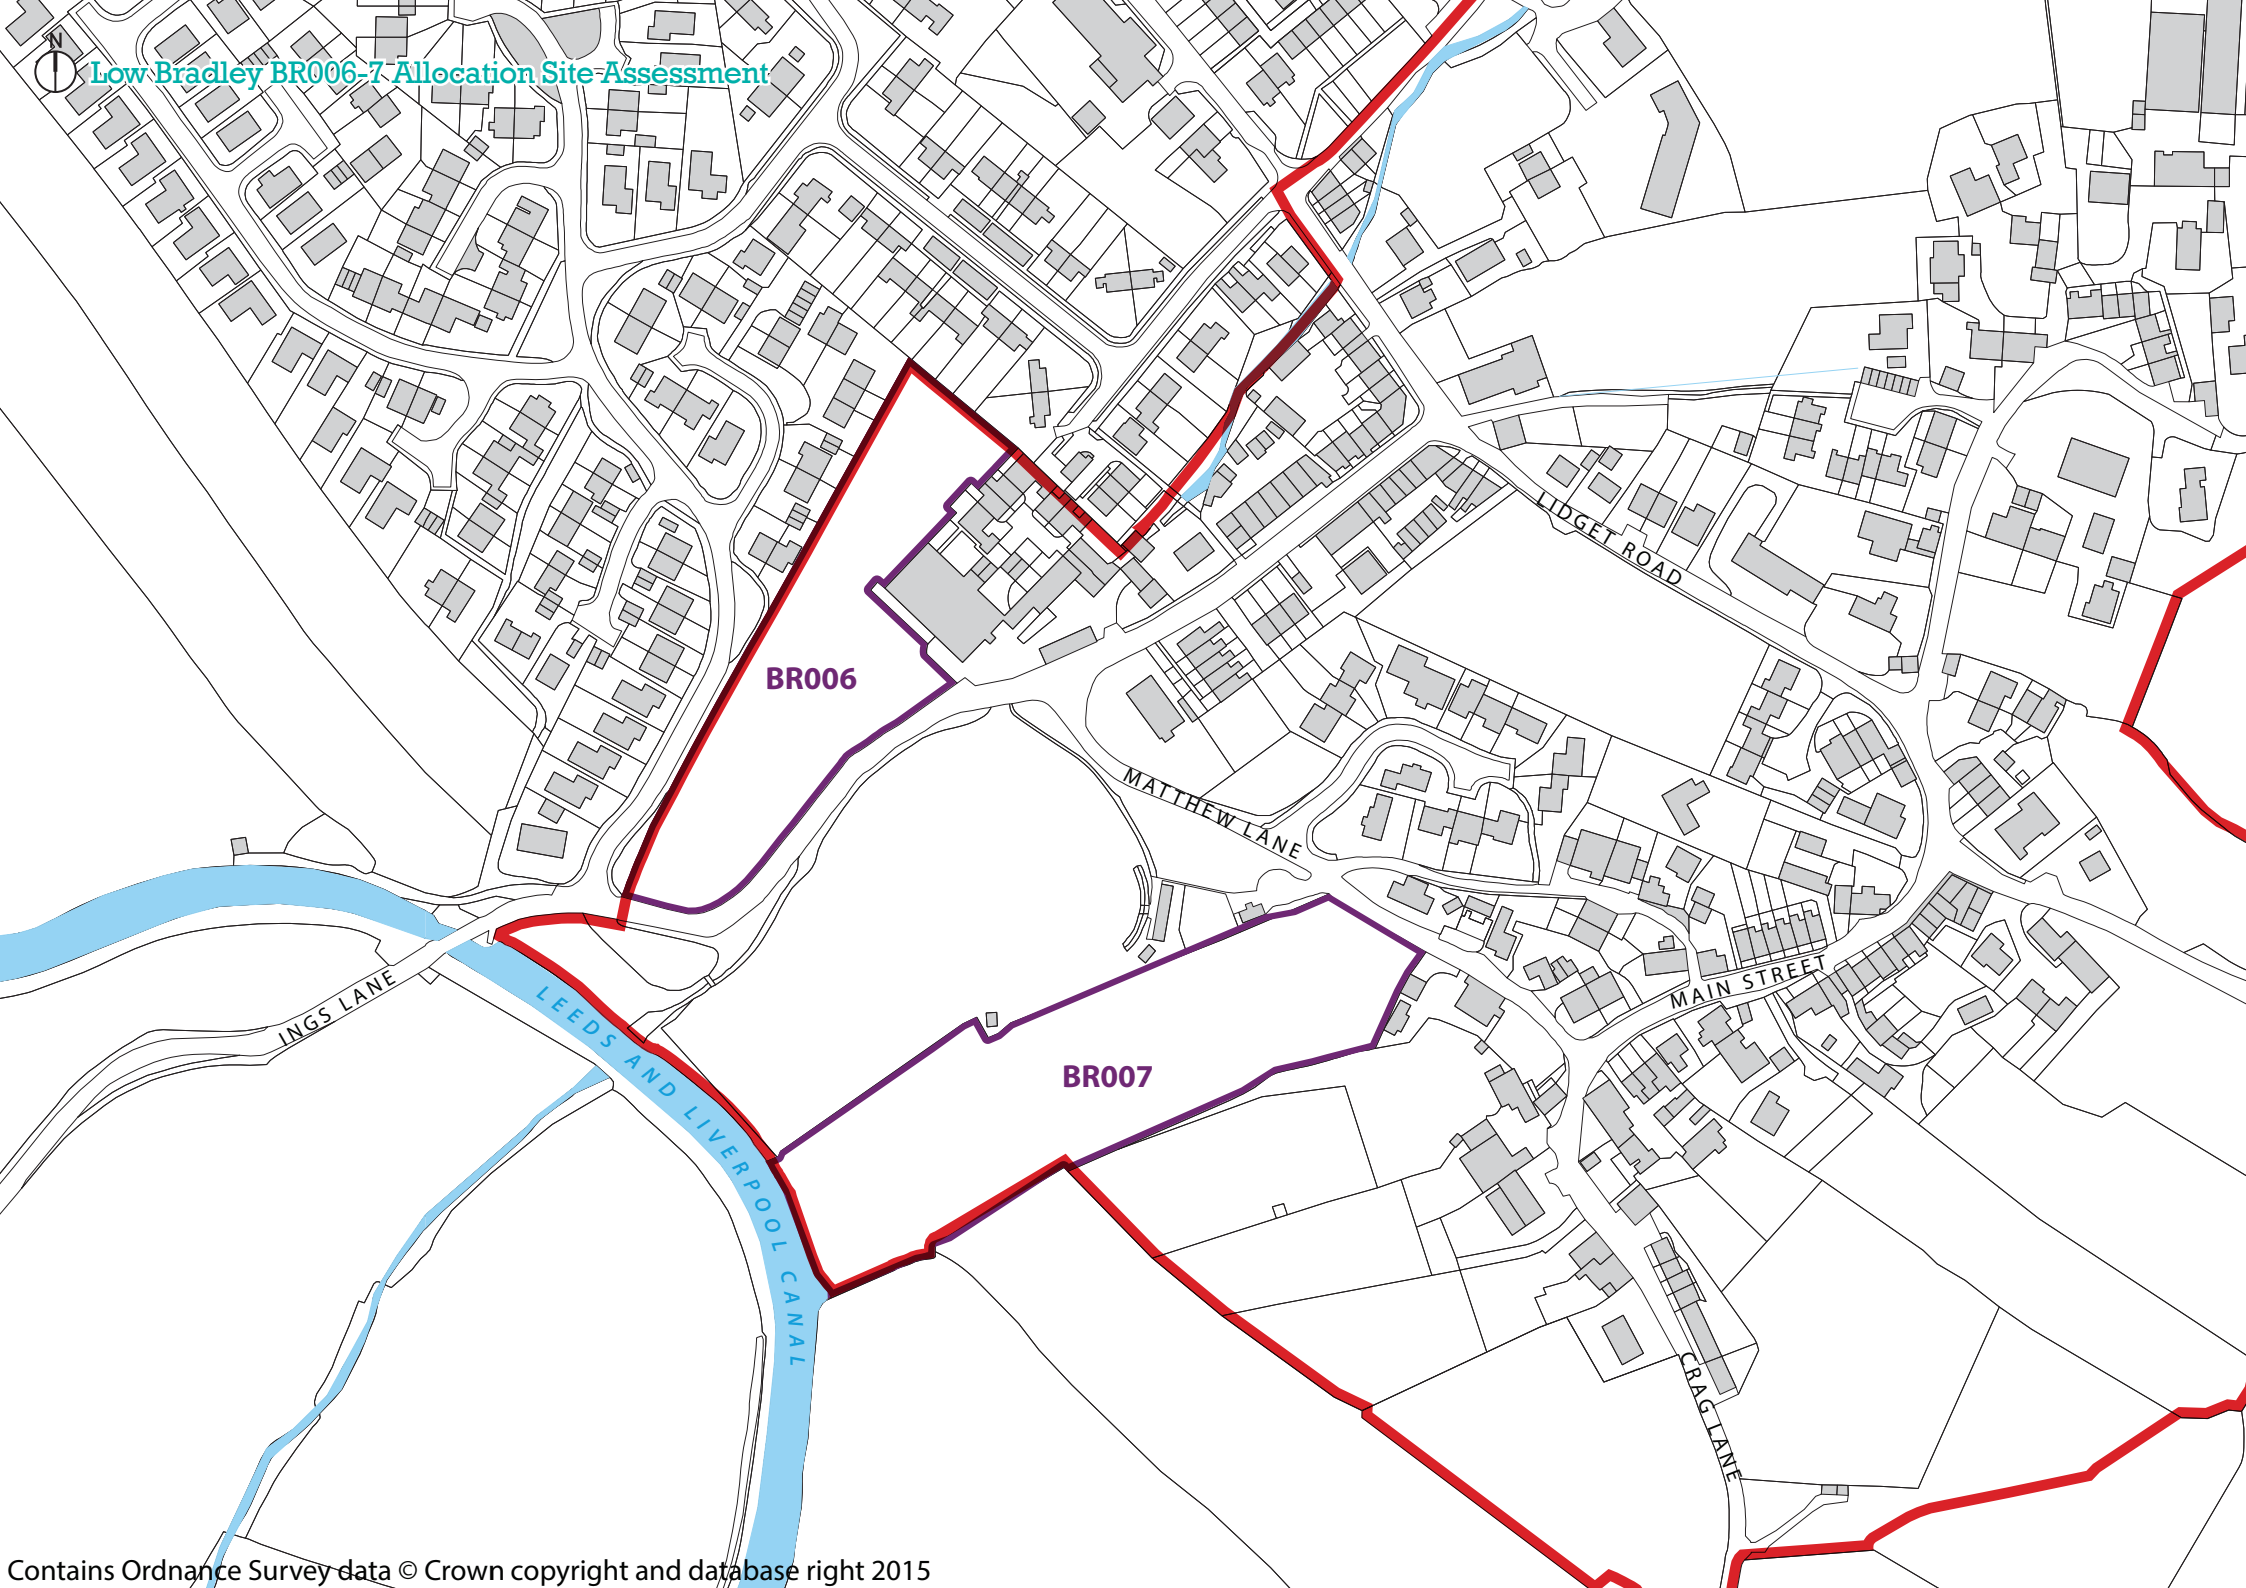 N
Low Bradley BR006-7 Allocation Site Assessment
LIDGET ROAD
BR006
MATTHEW LANE
MAIN STREET
INGS LANE
LEEDS AND LIVERPOOL CANAL
BR007
CRAG LANE
Contains Ordnance Survey data © Crown copyright and database right 2015